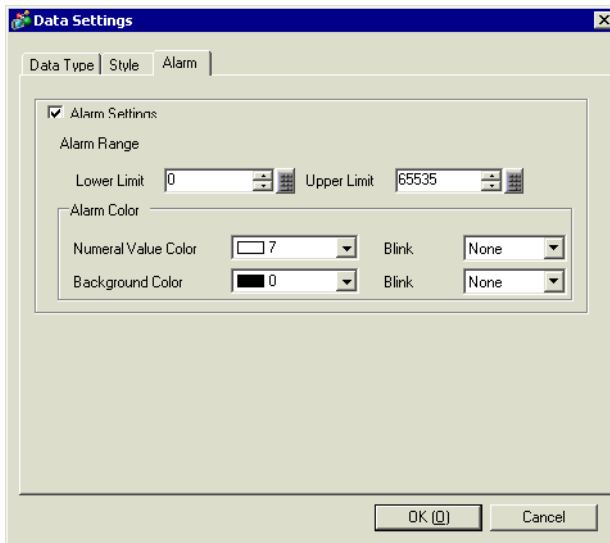 Data Settings
Data Type Style Alarm
Alarm Settings
Alarm Range
Lower Limit 0 Upper Limit 65535
Alarm Color
Numeral Value Color 7 Blink None
Background Color 0 Blink None
OK (O) Cancel